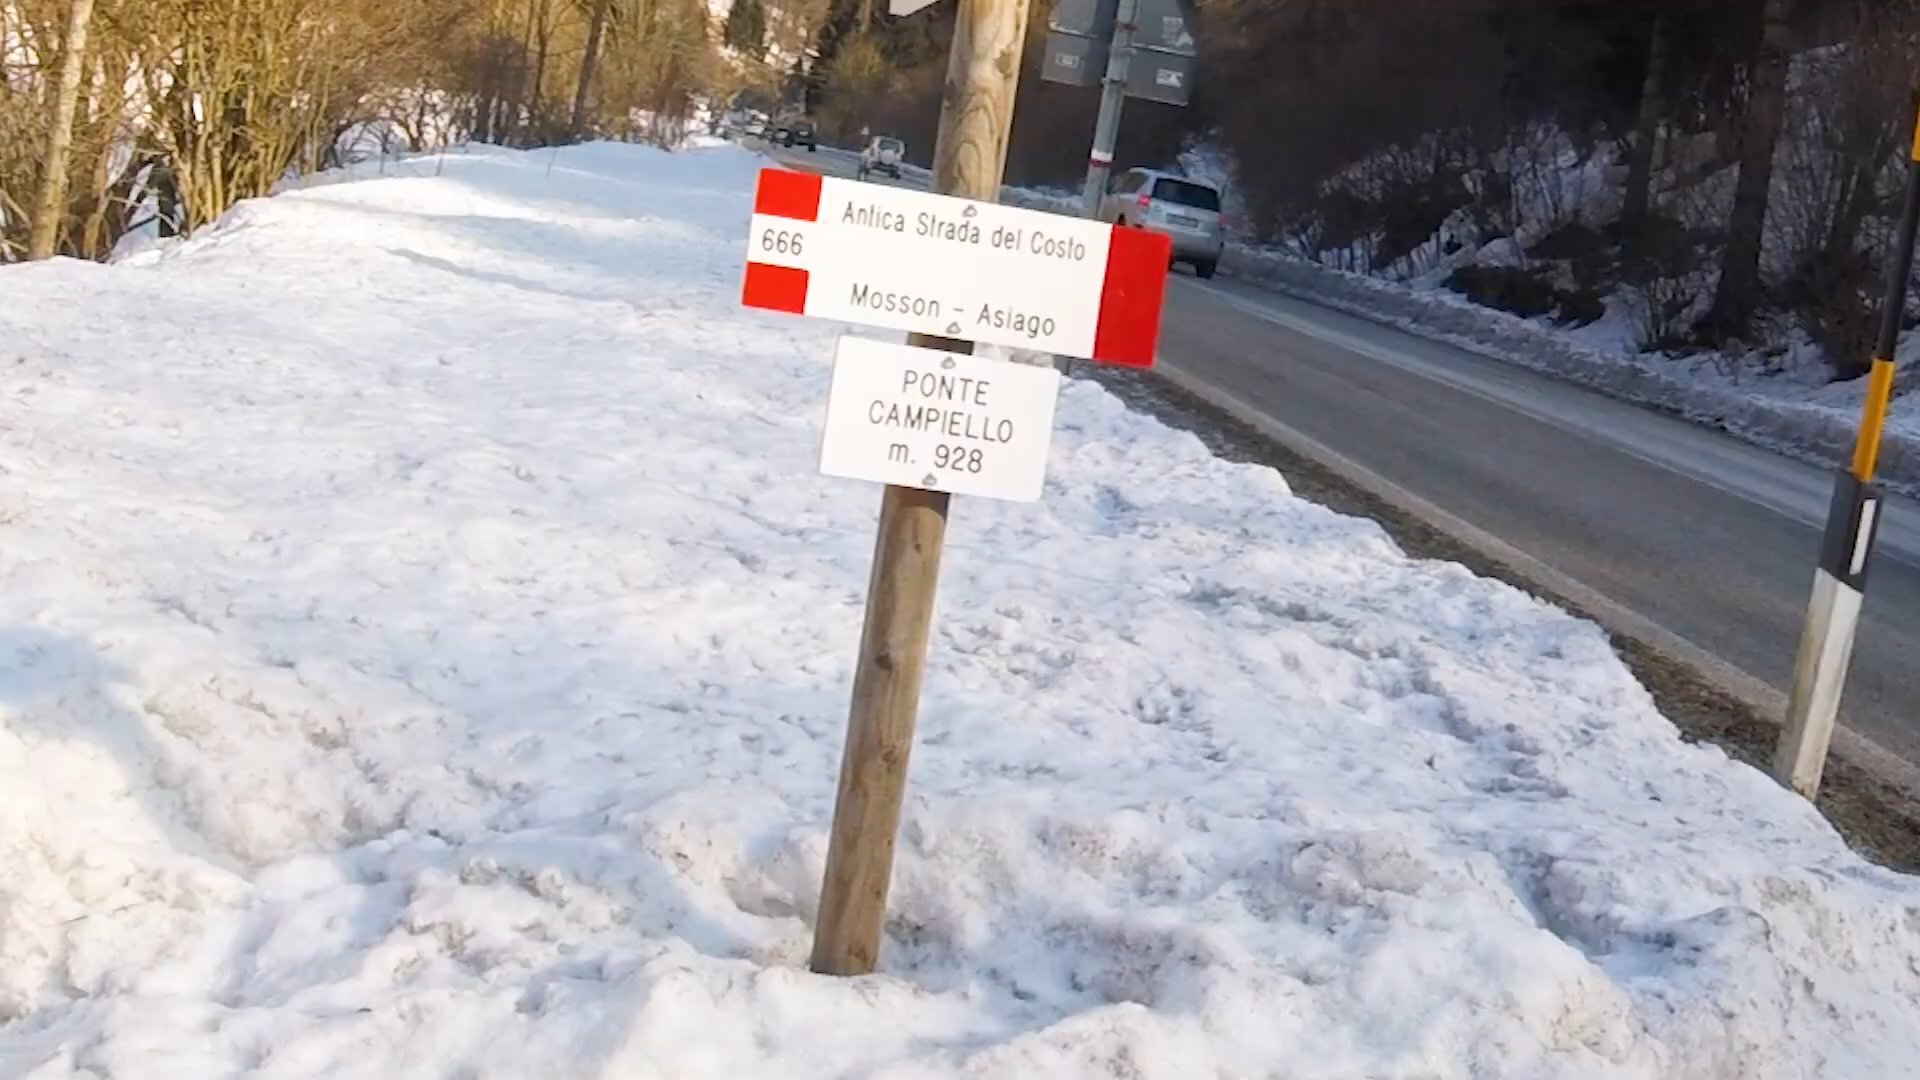 Antica Strada del Costo
666
Mosson - Asiago
PONTE
CAMPIELLO
m. 928